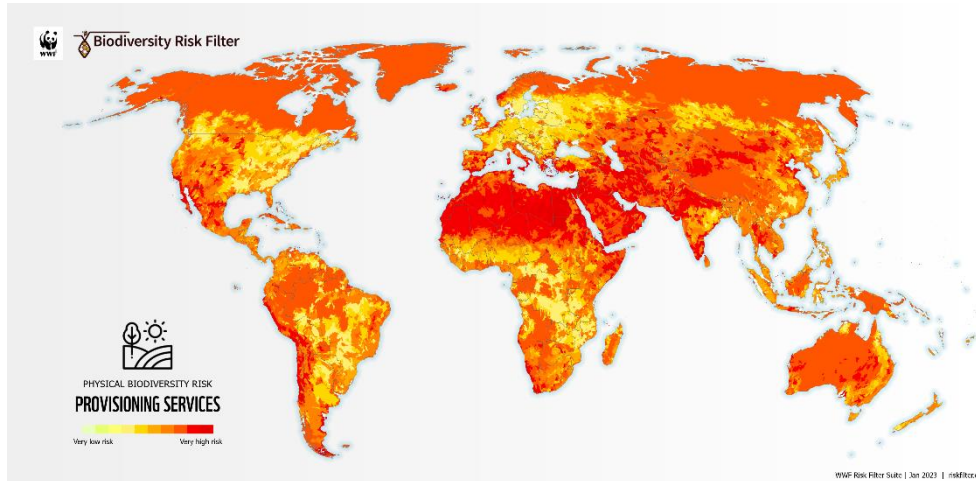 WWF
Biodiversity Risk Filter
PHYSICAL BIODIVERSITY RISK
PROVISIONING SERVICES
Very low risk Very high risk
WWF Risk Filter Suite | Jan 2023 | riskfilter.